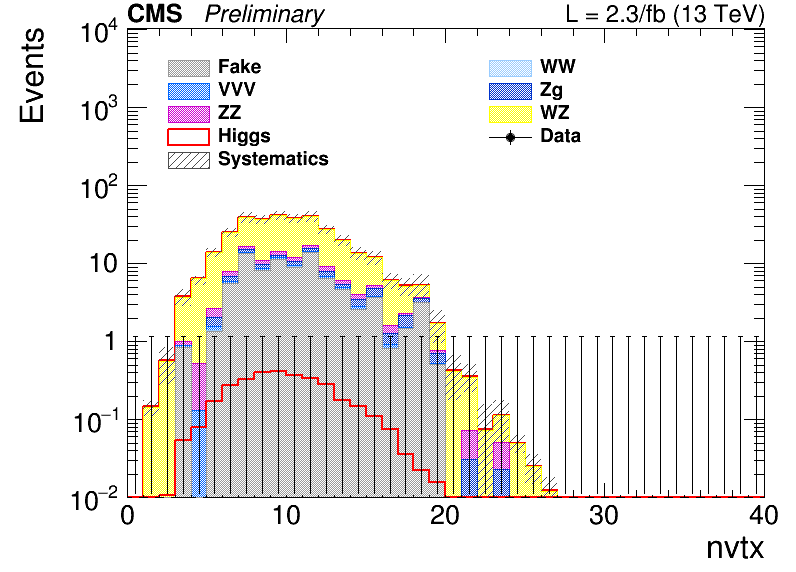 CMS Preliminary L = 2.3/fb (13 TeV)
Events
10^4
10^3
10^2
10
1
10^−1
10^−2
Fake WW
VVV Zg
ZZ WZ
Higgs Data
Systematics
0 10 20 30 40
nvtx